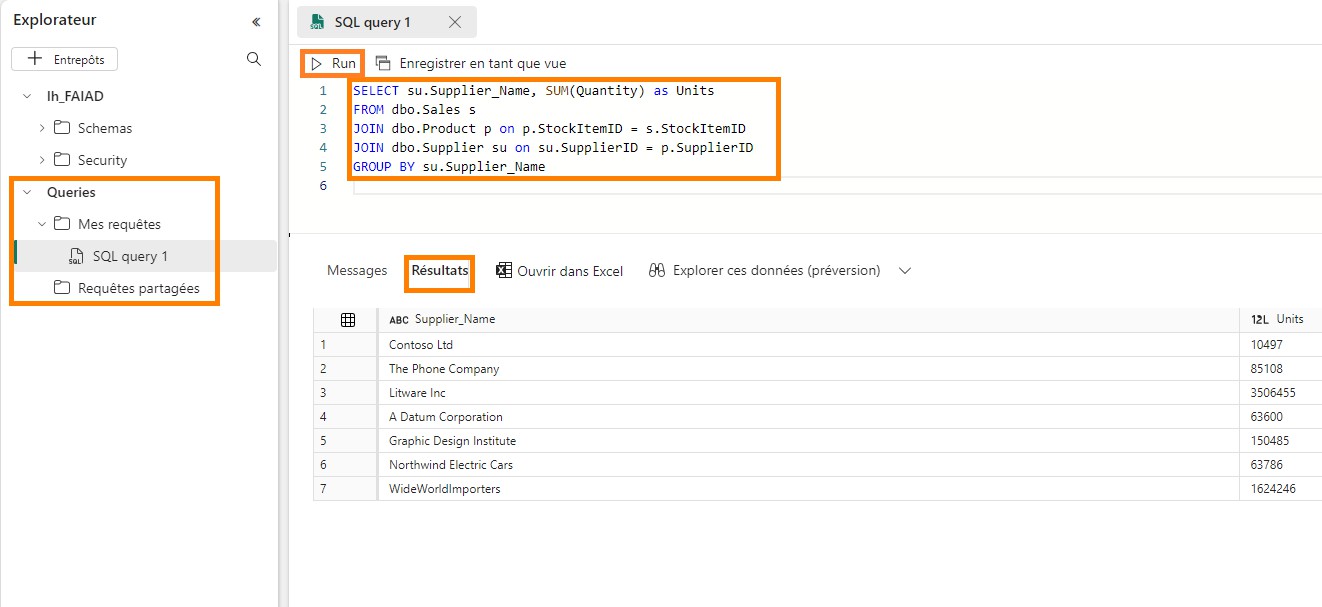 Explorateur
«
Entrepôts
lh_FAIAD
Schemas
Security
Queries
Mes requêtes
SQL query 1
Requêtes partagées
SQL query 1
Run
Enregistrer en tant que vue
1 SELECT su.Supplier_Name, SUM(Quantity) as Units
2 FROM dbo.Sales s
3 JOIN dbo.Product p on p.StockItemID = s.StockItemID
4 JOIN dbo.Supplier su on su.SupplierID = p.SupplierID
5 GROUP BY su.Supplier_Name
6
Messages Résultats Ouvrir dans Excel Explorer ces données (préversion)
ABC Supplier_Name 12L Units
1 Contoso Ltd 10497
2 The Phone Company 85108
3 Litware Inc 3506455
4 A Datum Corporation 63600
5 Graphic Design Institute 150485
6 Northwind Electric Cars 63786
7 WideWorldImporters 1624246